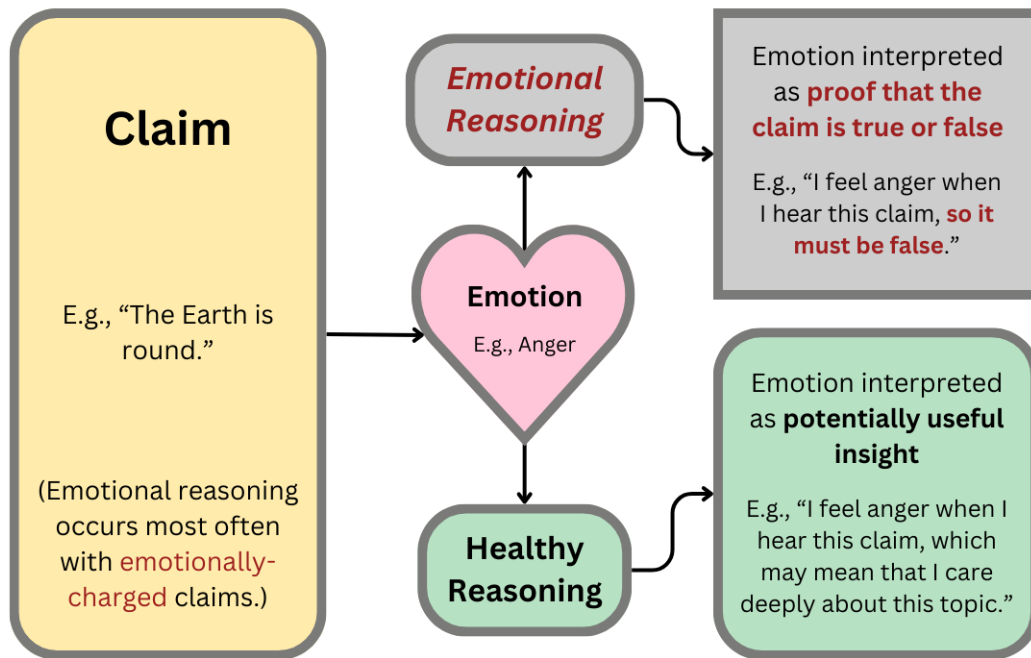 Claim
E.g., “The Earth is
round.”
(Emotional reasoning
occurs most often
with emotionally-
charged claims.)
Emotion
E.g., Anger
Emotional
Reasoning
Emotion interpreted
as proof that the
claim is true or false
E.g., “I feel anger when
I hear this claim, so it
must be false.”
Healthy
Reasoning
Emotion interpreted
as potentially useful
insight
E.g., “I feel anger when I
hear this claim, which
may mean that I care
deeply about this topic.”